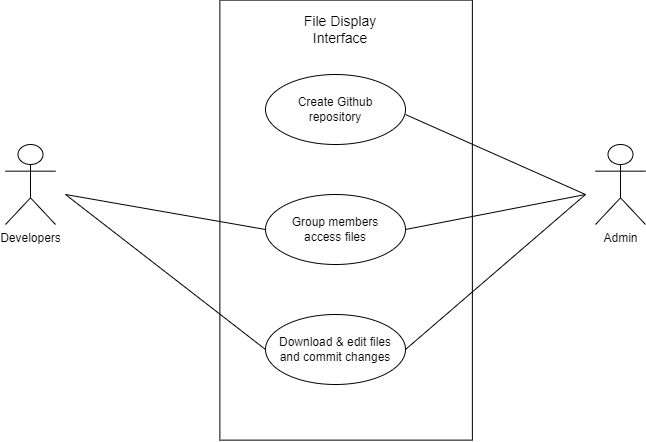 File Display
Interface
Create Github
repository
Developers
Group members
access files
Admin
Download & edit files
and commit changes